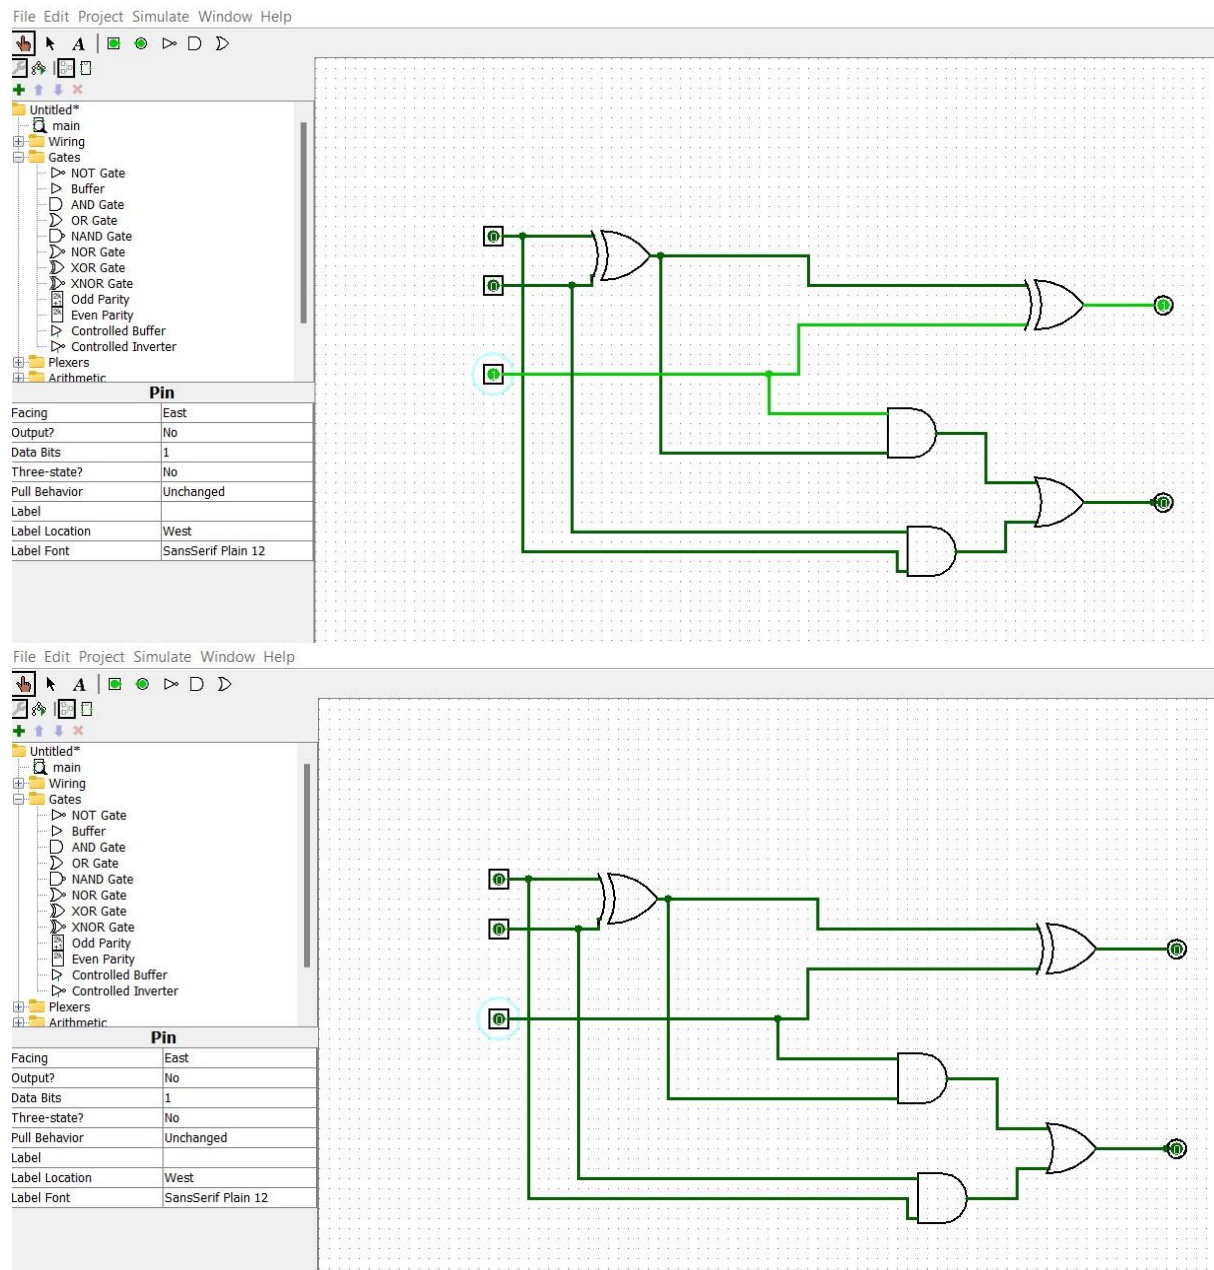 File Edit Project Simulate Window Help
A
Untitled*
main
Wiring
Gates
NOT Gate
Buffer
AND Gate
OR Gate
NAND Gate
NOR Gate
XOR Gate
XNOR Gate
Odd Parity
Even Parity
Controlled Buffer
Controlled Inverter
Plexers
Arithmetic
Pin
Facing East
Output? No
Data Bits 1
Three-state? No
Pull Behavior Unchanged
Label
Label Location West
Label Font SansSerif Plain 12
0
0
1
1
0
File Edit Project Simulate Window Help
A
Untitled*
main
Wiring
Gates
NOT Gate
Buffer
AND Gate
OR Gate
NAND Gate
NOR Gate
XOR Gate
XNOR Gate
Odd Parity
Even Parity
Controlled Buffer
Controlled Inverter
Plexers
Arithmetic
Pin
Facing East
Output? No
Data Bits 1
Three-state? No
Pull Behavior Unchanged
Label
Label Location West
Label Font SansSerif Plain 12
0
0
0
0
0